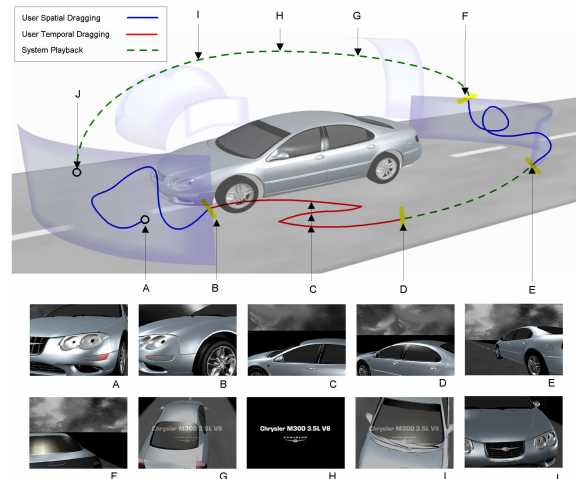 User Spatial Dragging
User Temporal Dragging
System Playback
I
H
G
F
J
A
B
C
D
E
A
B
C
D
E
Chrysler M300 3.5L V6
Chrysler M300 3.5L V6
CHRYSLER
Chrysler M300 3.5L V6
F
G
H
I
J